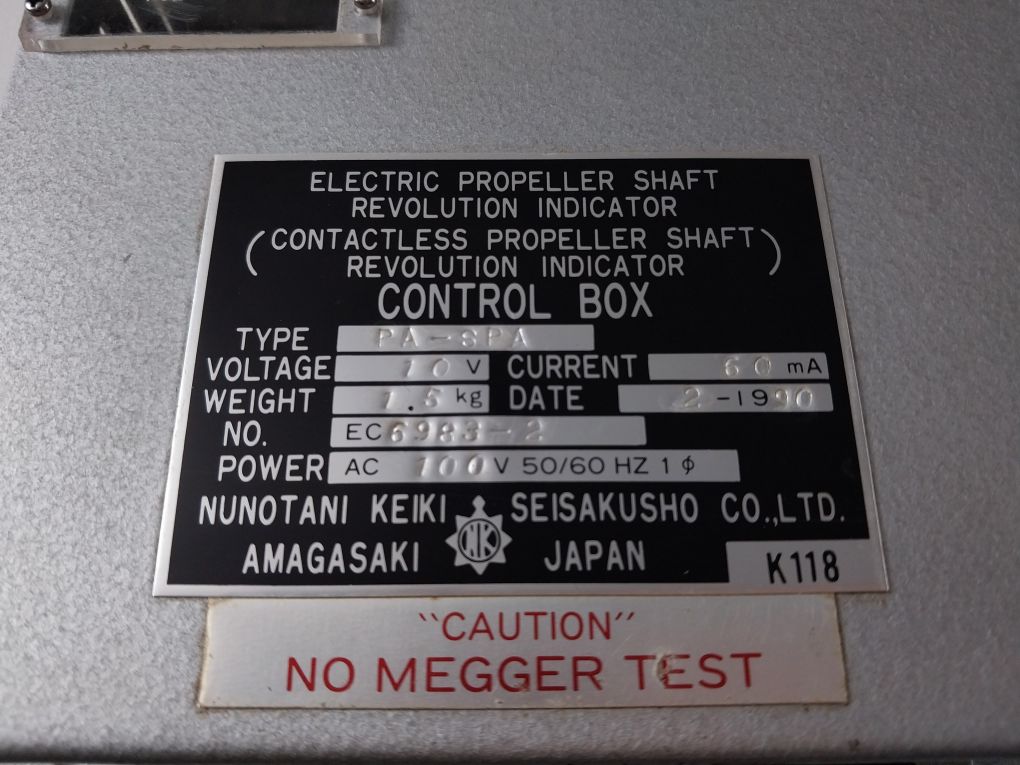 ELECTRIC PROPELLER SHAFT
REVOLUTION INDICATOR
(CONTACTLESS PROPELLER SHAFT
REVOLUTION INDICATOR)
CONTROL BOX
TYPE PA-SPA
VOLTAGE 10 V CURRENT 60 mA
WEIGHT 1.5 kg DATE 2-1990
NO. EC6983-2
POWER AC 100 V 50/60 HZ 1 φ
NUNOTANI KEIKI SEISAKUSHO CO.,LTD.
AMAGASAKI JAPAN
K118
"CAUTION"
NO MEGGER TEST